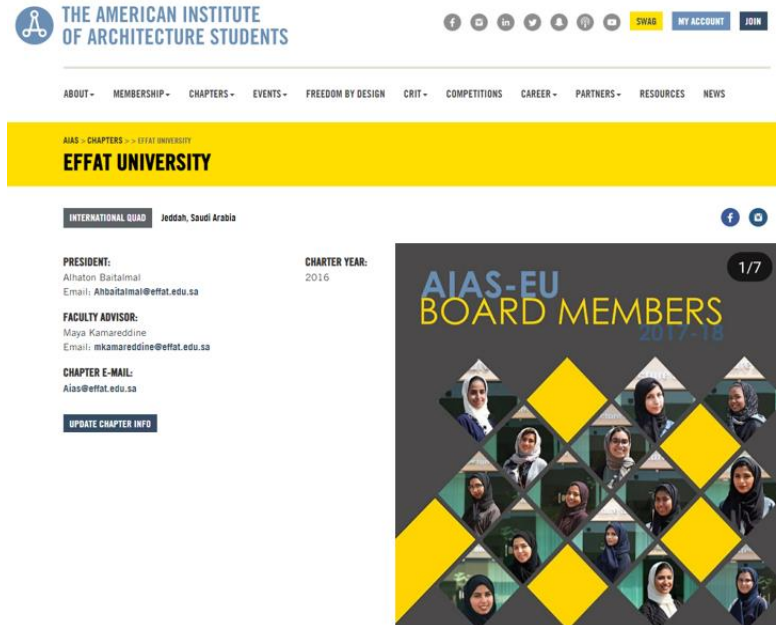 THE AMERICAN INSTITUTE
OF ARCHITECTURE STUDENTS
SWAG
MY ACCOUNT
JOIN
ABOUT
MEMBERSHIP
CHAPTERS
EVENTS
FREEDOM BY DESIGN
CRIT
COMPETITIONS
CAREER
PARTNERS
RESOURCES
NEWS
AIAS > CHAPTERS > > EFFAT UNIVERSITY
EFFAT UNIVERSITY
INTERNATIONAL QUAD
Jeddah, Saudi Arabia
PRESIDENT:
Alhaton Baitalmal
Email: Ahbaitalmal@effat.edu.sa
FACULTY ADVISOR:
Maya Kamareddine
Email: mkamareddine@effat.edu.sa
CHAPTER E-MAIL:
Aias@effat.edu.sa
UPDATE CHAPTER INFO
CHARTER YEAR:
2016
1/7
AIAS-EU
BOARD MEMBERS
2017-18